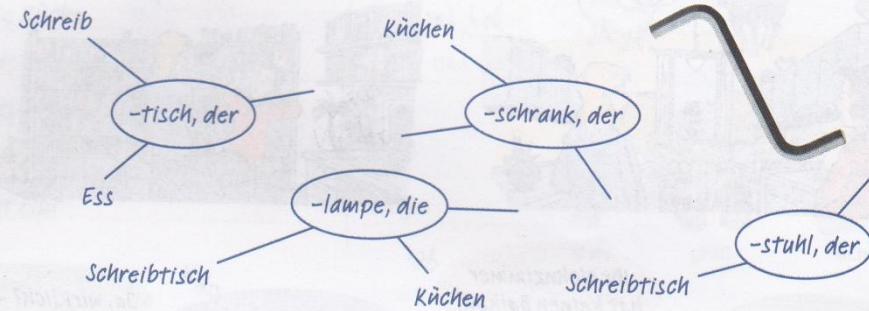 Schreib
Küchen
-tisch, der
-schrank, der
Ess
-lampe, die
-stuhl, der
Schreibtisch
Küchen
Schreibtisch